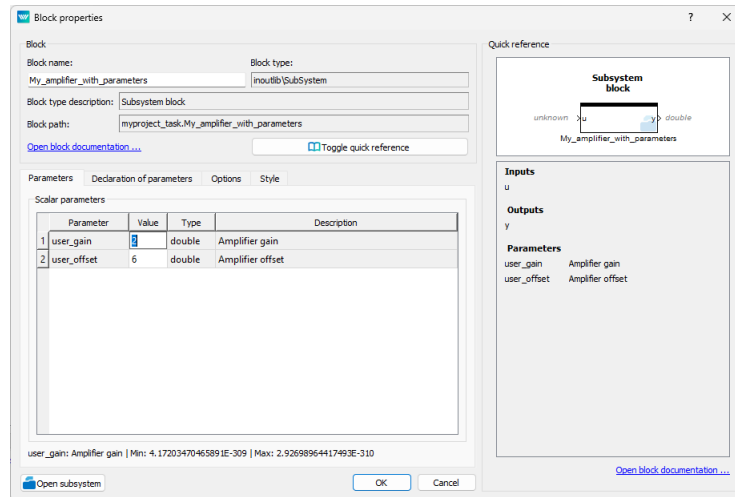 Block properties
?
Block
Block name:
Block type:
My_amplifier_with_parameters
inoutlib\SubSystem
Block type description:
Subsystem block
Block path:
myproject_task.My_amplifier_with_parameters
Open block documentation ...
Toggle quick reference
Parameters
Declaration of parameters
Options
Style
Scalar parameters
Parameter Value Type Description
1 user_gain 2 double Amplifier gain
2 user_offset 6 double Amplifier offset
user_gain: Amplifier gain | Min: 4.17203470465891E-309 | Max: 2.92698964417493E-310
Open subsystem
OK
Cancel
Quick reference
Subsystem
block
unknown
u
y
double
My_amplifier_with_parameters
Inputs
u
Outputs
y
Parameters
user_gain Amplifier gain
user_offset Amplifier offset
Open block documentation ...